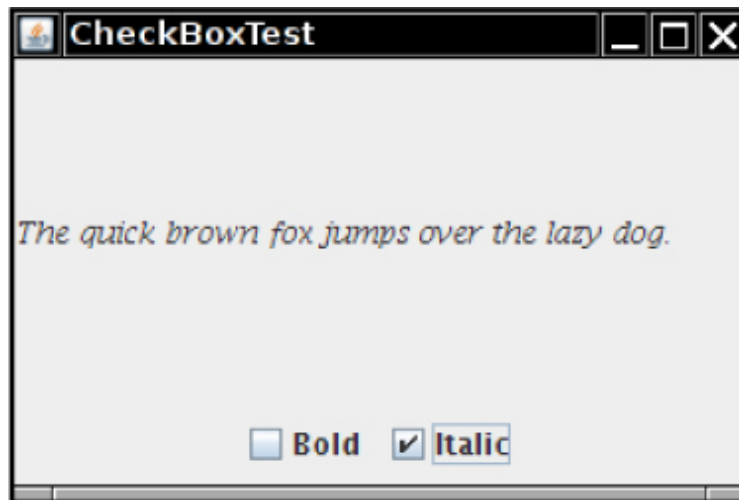 CheckBoxTest
The quick brown fox jumps over the lazy dog.
Bold Italic